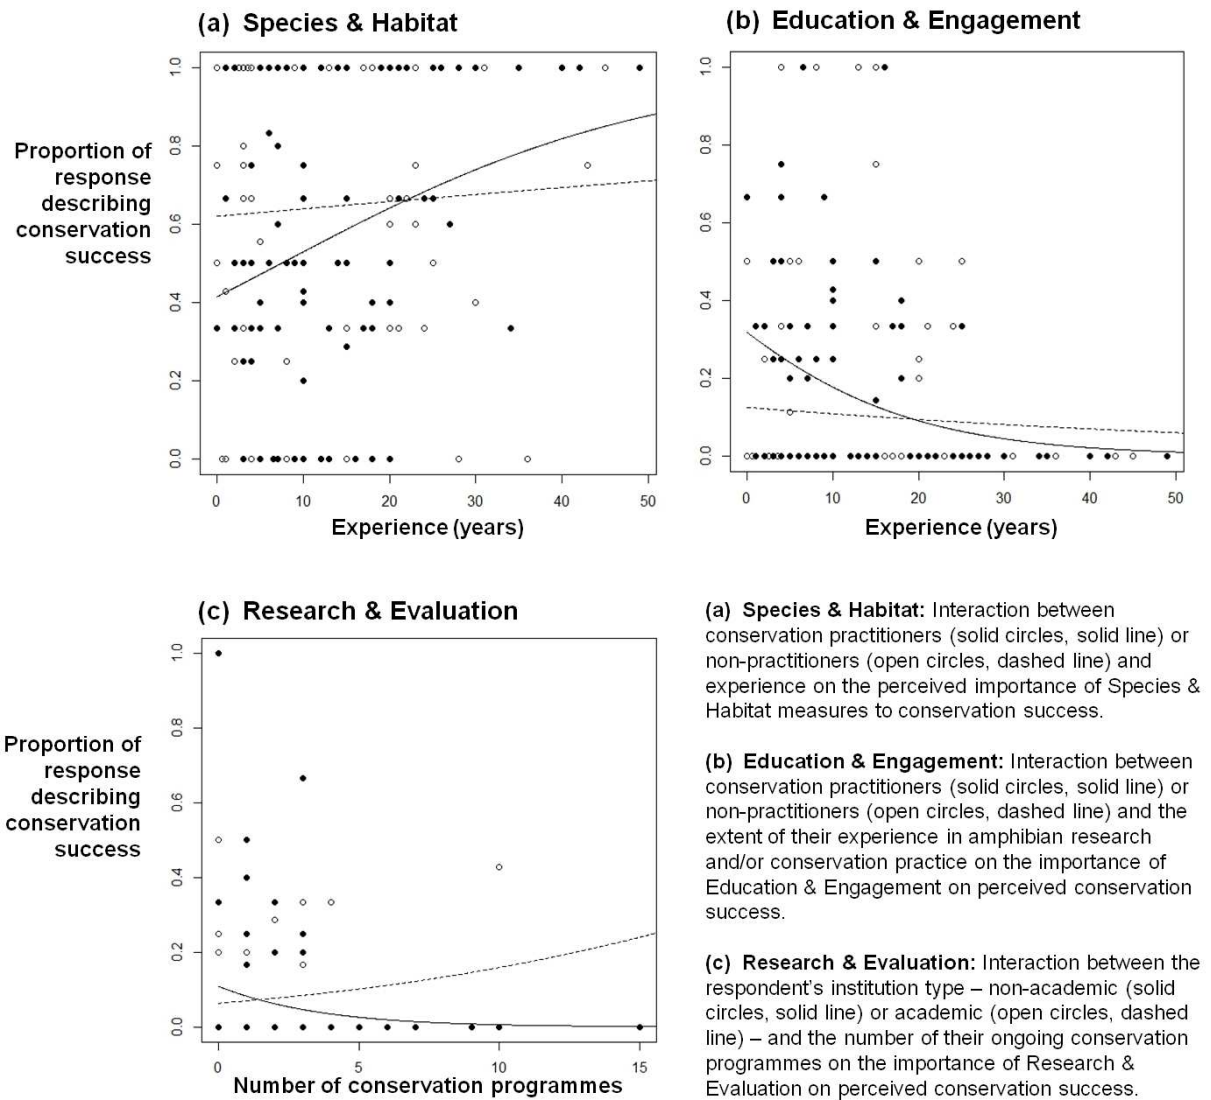 (a) Species & Habitat
(b) Education & Engagement
Proportion of
response
describing
conservation
success
1.0
0.8
0.6
0.4
0.2
0.0
0 10 20 30 40 50
Experience (years)
1.0
0.8
0.6
0.4
0.2
0.0
0 10 20 30 40 50
Experience (years)
(c) Research & Evaluation
Proportion of
response
describing
conservation
success
1.0
0.8
0.6
0.4
0.2
0.0
0 5 10 15
Number of conservation programmes
(a) Species & Habitat: Interaction between
conservation practitioners (solid circles, solid line) or
non-practitioners (open circles, dashed line) and
experience on the perceived importance of Species &
Habitat measures to conservation success.
(b) Education & Engagement: Interaction between
conservation practitioners (solid circles, solid line) or
non-practitioners (open circles, dashed line) and the
extent of their experience in amphibian research
and/or conservation practice on the importance of
Education & Engagement on perceived conservation
success.
(c) Research & Evaluation: Interaction between the
respondent's institution type – non-academic (solid
circles, solid line) or academic (open circles, dashed
line) – and the number of their ongoing conservation
programmes on the importance of Research &
Evaluation on perceived conservation success.